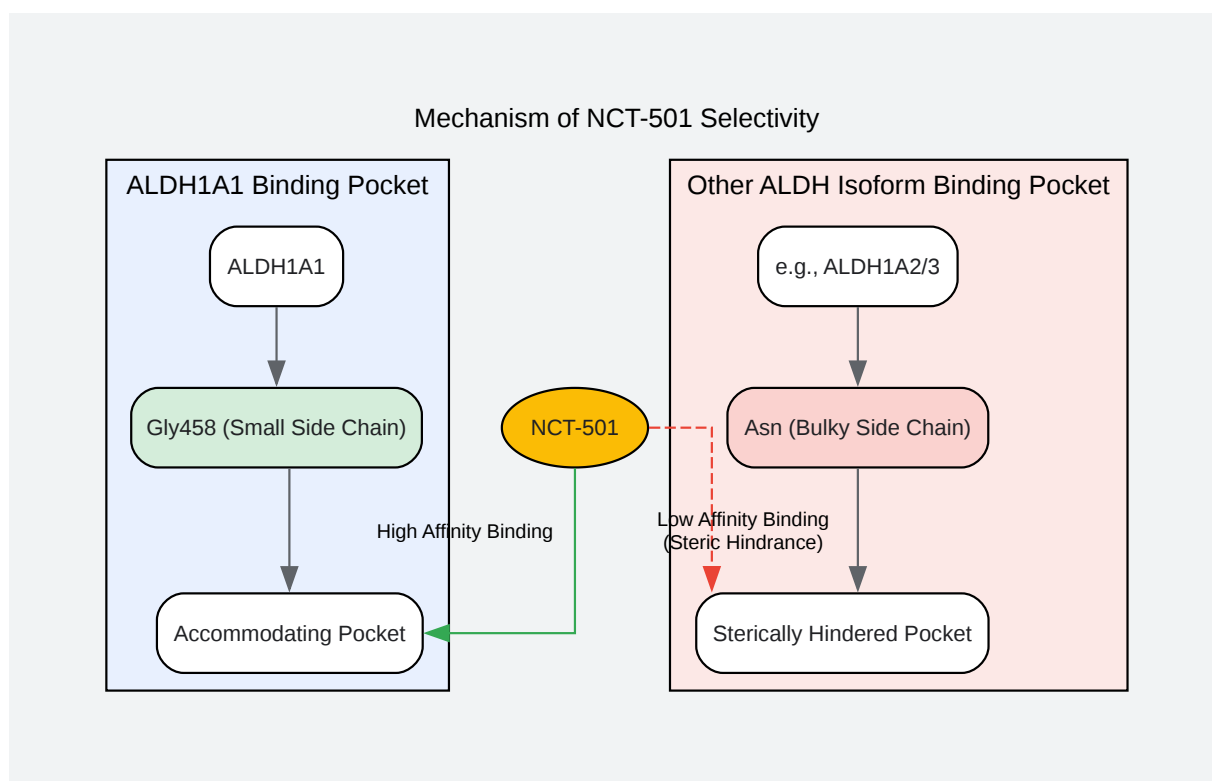 Mechanism of NCT-501 Selectivity
ALDH1A1 Binding Pocket
ALDH1A1
Gly458 (Small Side Chain)
High Affinity Binding
Accommodating Pocket
NCT-501
Other ALDH Isoform Binding Pocket
e.g., ALDH1A2/3
Asn (Bulky Side Chain)
Low Affinity Binding
(Steric Hindrance)
Sterically Hindered Pocket